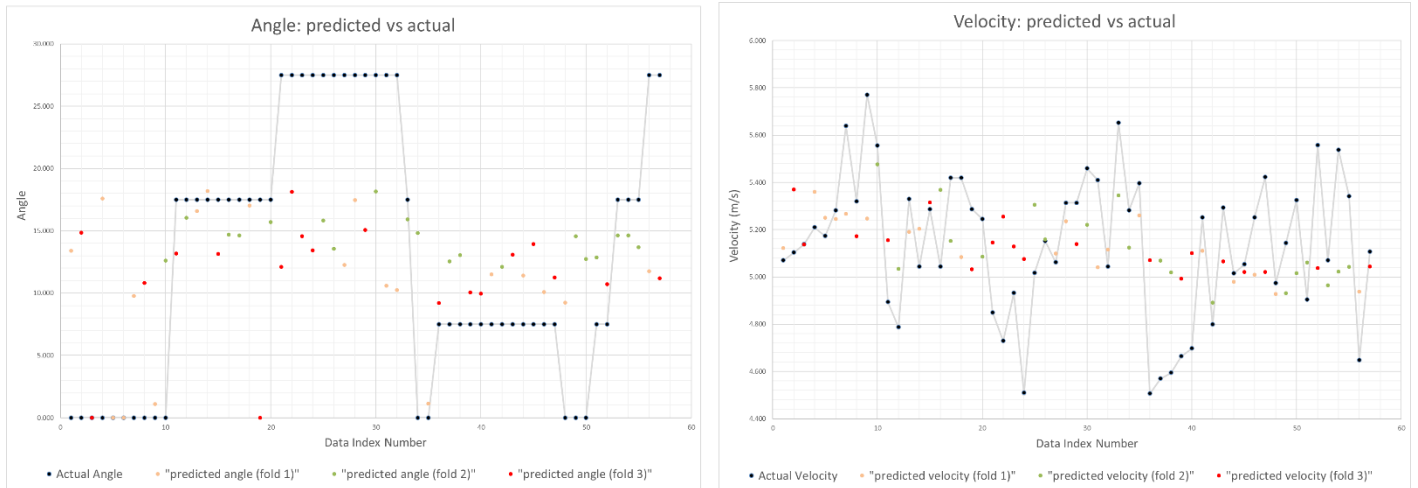 Angle: predicted vs actual
30.000
25.000
20.000
15.000
10.000
5.000
0.000
Angle
0 10 20 30 40 50 60
Data Index Number
Actual Angle "predicted angle (fold 1)" "predicted angle (fold 2)" "predicted angle (fold 3)"
Velocity: predicted vs actual
6.000
5.800
5.600
5.400
5.200
5.000
4.800
4.600
4.400
Velocity (m/s)
0 10 20 30 40 50 60
Data Index Number
Actual Velocity "predicted velocity (fold 1)" "predicted velocity (fold 2)" "predicted velocity (fold 3)"